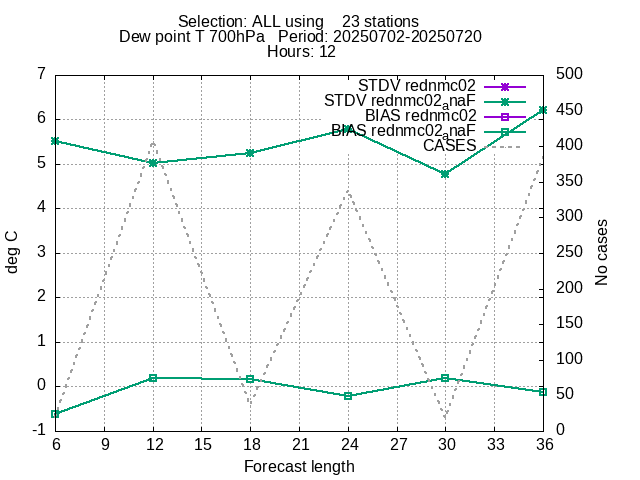 Selection: ALL using    23 stations
Dew point T 700hPa   Period: 20250702-20250720
Hours: 12
STDV rednmc02
STDV rednmc02anaF
BIAS rednmc02
BIAS rednmc02anaF
CASES
7
6
5
4
3
2
1
0
-1
deg C
500
450
400
350
300
250
200
150
100
50
0
No cases
6 9 12 15 18 21 24 27 30 33 36
Forecast length